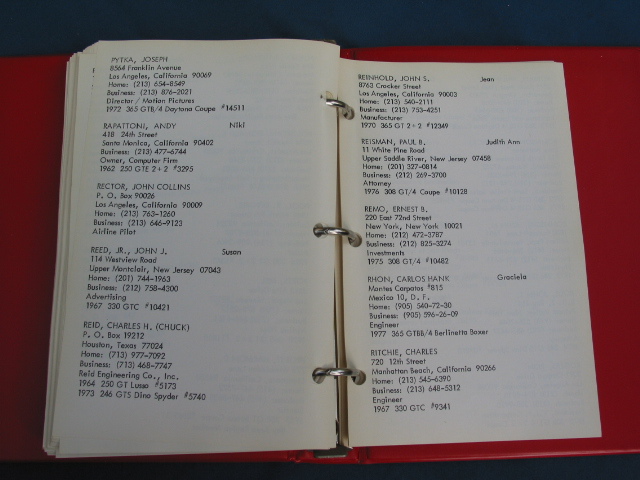 PYTKA, JOSEPH
8564 Franklin Avenue
Los Angeles, California 90069
Home: (213) 654-8549
Business: (213) 876-2021
Director / Motion Pictures
1972 365 GTB/4 Daytona Coupe #14511
RAPATTONI, ANDY Niki
418 24th Street
Santa Monica, California 90402
Business: (213) 477-6744
Owner, Computer Firm
1962 250 GTE 2+2 #3295
RECTOR, JOHN COLLINS
P. O. Box 90026
Los Angeles, California 90009
Home: (213) 763-1260
Business: (213) 646-9123
Airline Pilot
REED, JR., JOHN J. Susan
114 Westview Road
Upper Montclair, New Jersey 07043
Home: (201) 744-1963
Business: (212) 758-4300
Advertising
1967 330 GTC #10421
REID, CHARLES H. (CHUCK)
P. O. Box 19212
Houston, Texas 77024
Home: (713) 977-7092
Business: (713) 468-7747
Reid Engineering Co., Inc.
1964 250 GT Lusso #5173
1973 246 GTS Dino Spyder #5740
REINHOLD, JOHN S. Jean
8763 Crocker Street
Los Angeles, California 90003
Home: (213) 540-2111
Business: (213) 753-4251
Manufacturer
1970 365 GT 2+2 #12349
REISMAN, PAUL B. Judith Ann
11 White Pine Road
Upper Saddle River, New Jersey 07458
Home: (201) 327-0814
Business: (212) 269-3700
Attorney
1976 308 GT/4 Coupe #10128
REMO, ERNEST B.
220 East 72nd Street
New York, New York 10021
Home: (212) 472-3787
Business: (212) 825-3274
Investments
1975 308 GT/4 #10482
RHON, CARLOS HANK Graciela
Montes Carpatos #815
Mexico 10, D. F.
Home: (905) 540-72-30
Business: (905) 596-26-09
Engineer
1977 365 GTBB/4 Berlinetta Boxer
RITCHIE, CHARLES
720 12th Street
Manhattan Beach, California 90266
Home: (213) 545-6390
Business: (213) 648-5312
Engineer
1967 330 GTC #9341